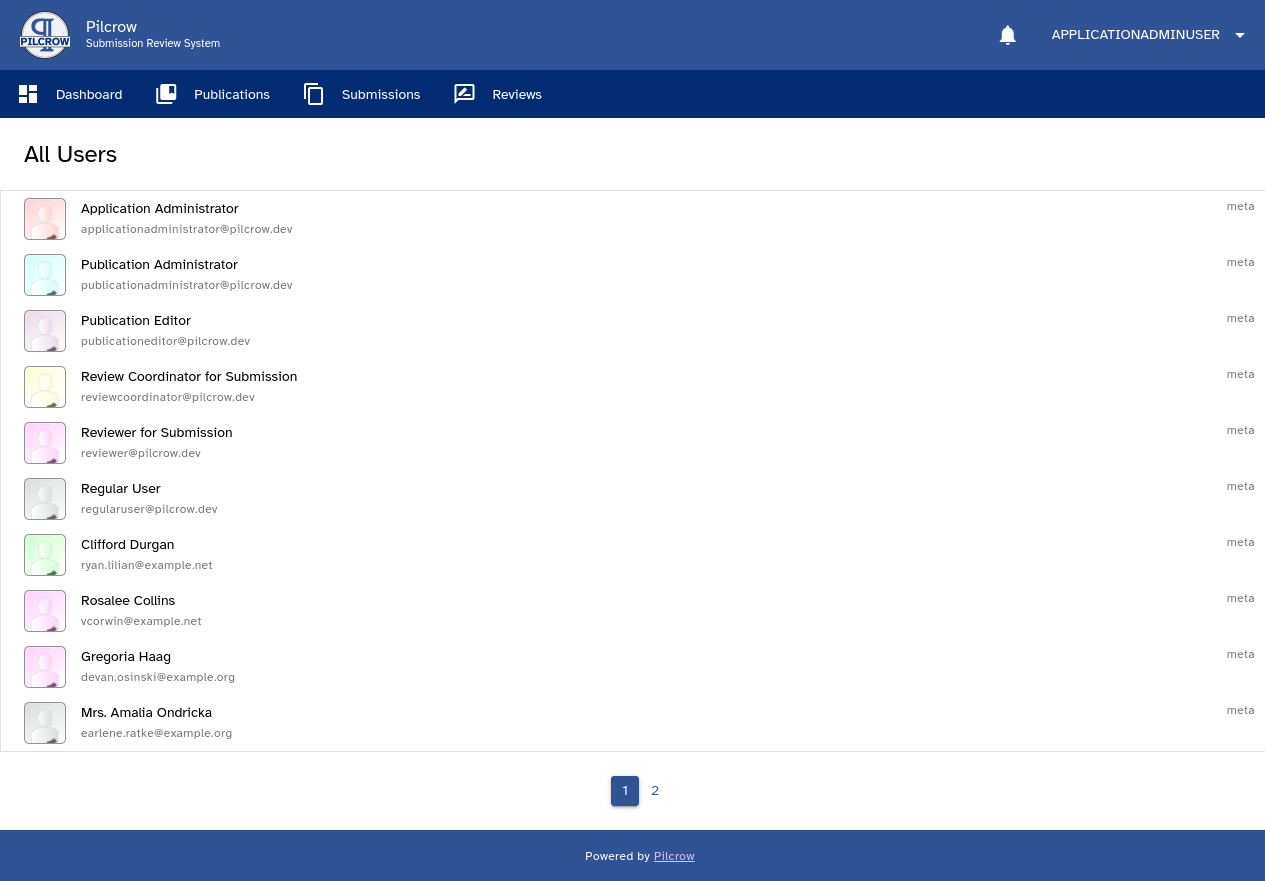 PILCROW
Pilcrow
Submission Review System
APPLICATIONADMINUSER
Dashboard
Publications
Submissions
Reviews
All Users
Application Administrator
applicationadministrator@pilcrow.dev
meta
Publication Administrator
publicationadministrator@pilcrow.dev
meta
Publication Editor
publicationeditor@pilcrow.dev
meta
Review Coordinator for Submission
reviewcoordinator@pilcrow.dev
meta
Reviewer for Submission
reviewer@pilcrow.dev
meta
Regular User
regularuser@pilcrow.dev
meta
Clifford Durgan
ryan.lilian@example.net
meta
Rosalee Collins
vcorwin@example.net
meta
Gregoria Haag
devan.osinski@example.org
meta
Mrs. Amalia Ondricka
earlene.ratke@example.org
meta
1 2
Powered by Pilcrow